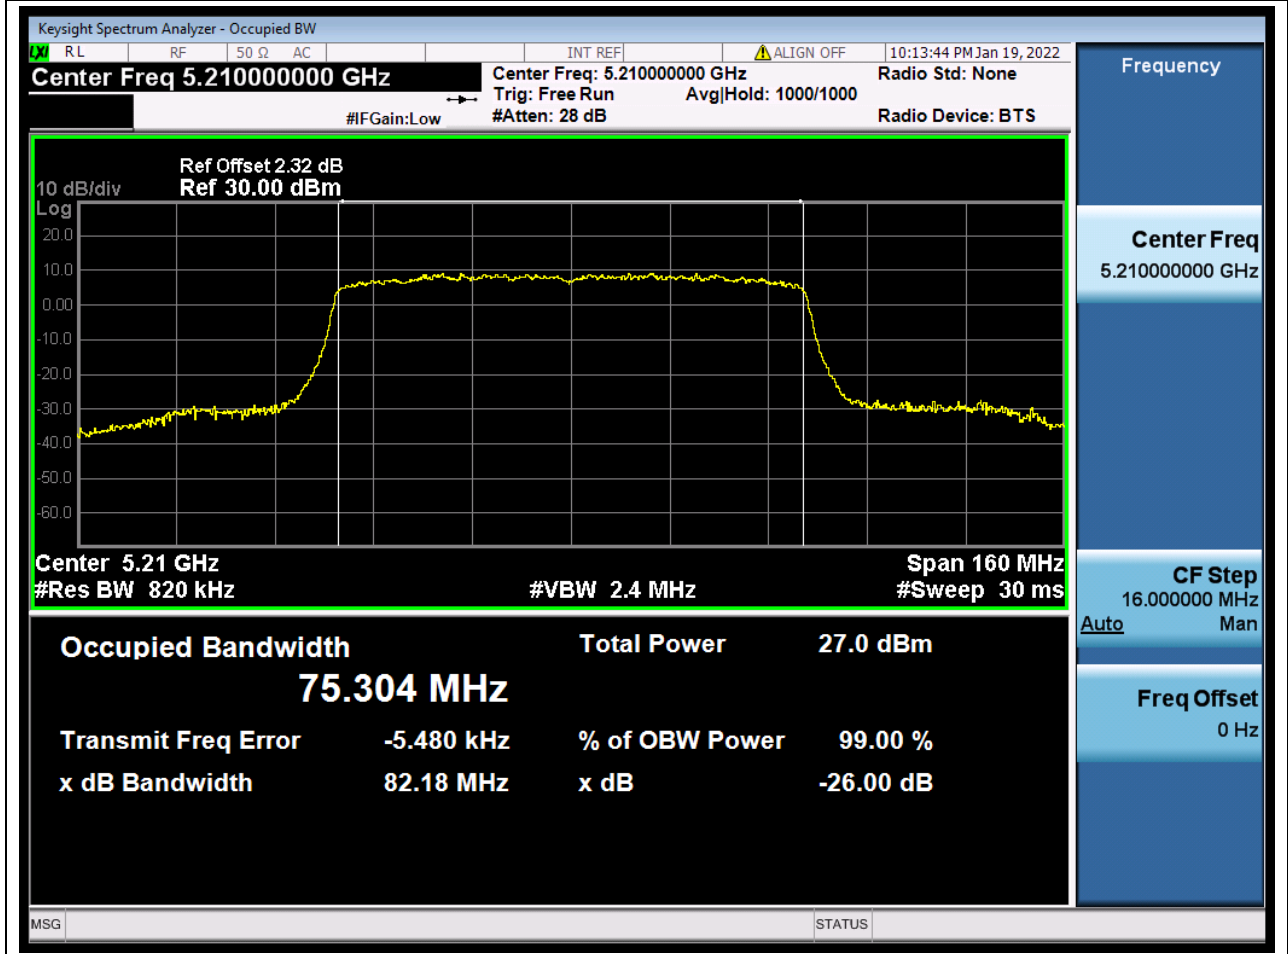 Keysight Spectrum Analyzer - Occupied BW
LXI RL RF 50 Ω AC INT REF ALIGN OFF 10:13:44 PM Jan 19, 2022
Center Freq 5.210000000 GHz
Center Freq: 5.210000000 GHz
Radio Std: None
Trig: Free Run Avg|Hold: 1000/1000
#IFGain:Low
#Atten: 28 dB
Radio Device: BTS
Ref Offset 2.32 dB
10 dB/div Ref 30.00 dBm
Log
20.0
10.0
0.00
-10.0
-20.0
-30.0
-40.0
-50.0
-60.0
Center 5.21 GHz Span 160 MHz
#Res BW 820 kHz #VBW 2.4 MHz #Sweep 30 ms
Occupied Bandwidth Total Power 27.0 dBm
75.304 MHz
Transmit Freq Error -5.480 kHz % of OBW Power 99.00 %
x dB Bandwidth 82.18 MHz x dB -26.00 dB
MSG STATUS
Frequency
Center Freq
5.210000000 GHz
CF Step
16.000000 MHz
Auto Man
Freq Offset
0 Hz